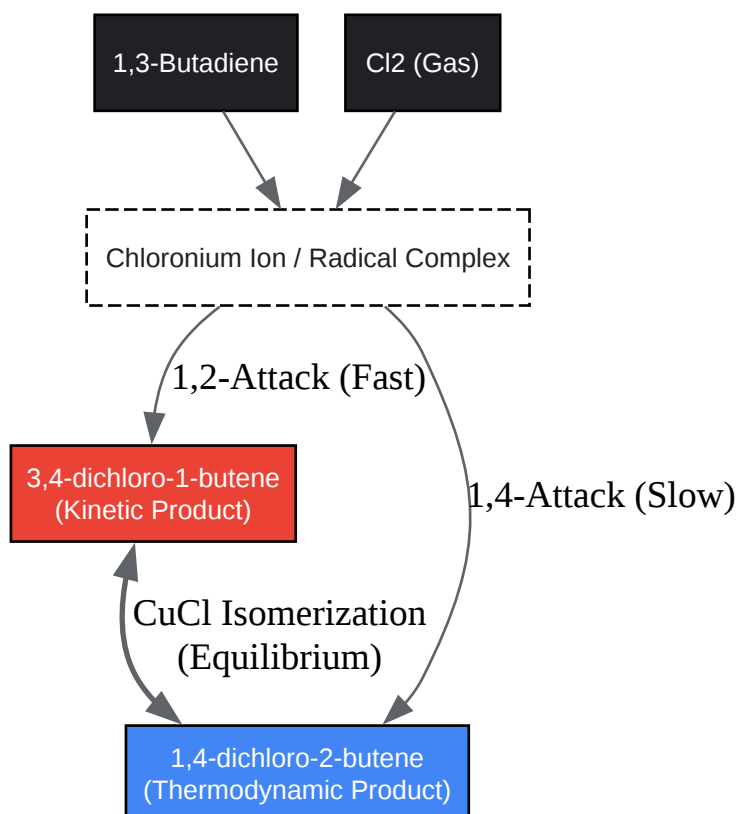 1,3-Butadiene
Cl2 (Gas)
Chloronium Ion / Radical Complex
1,2-Attack (Fast)
3,4-dichloro-1-butene
(Kinetic Product)
1,4-Attack (Slow)
CuCl Isomerization
(Equilibrium)
1,4-dichloro-2-butene
(Thermodynamic Product)